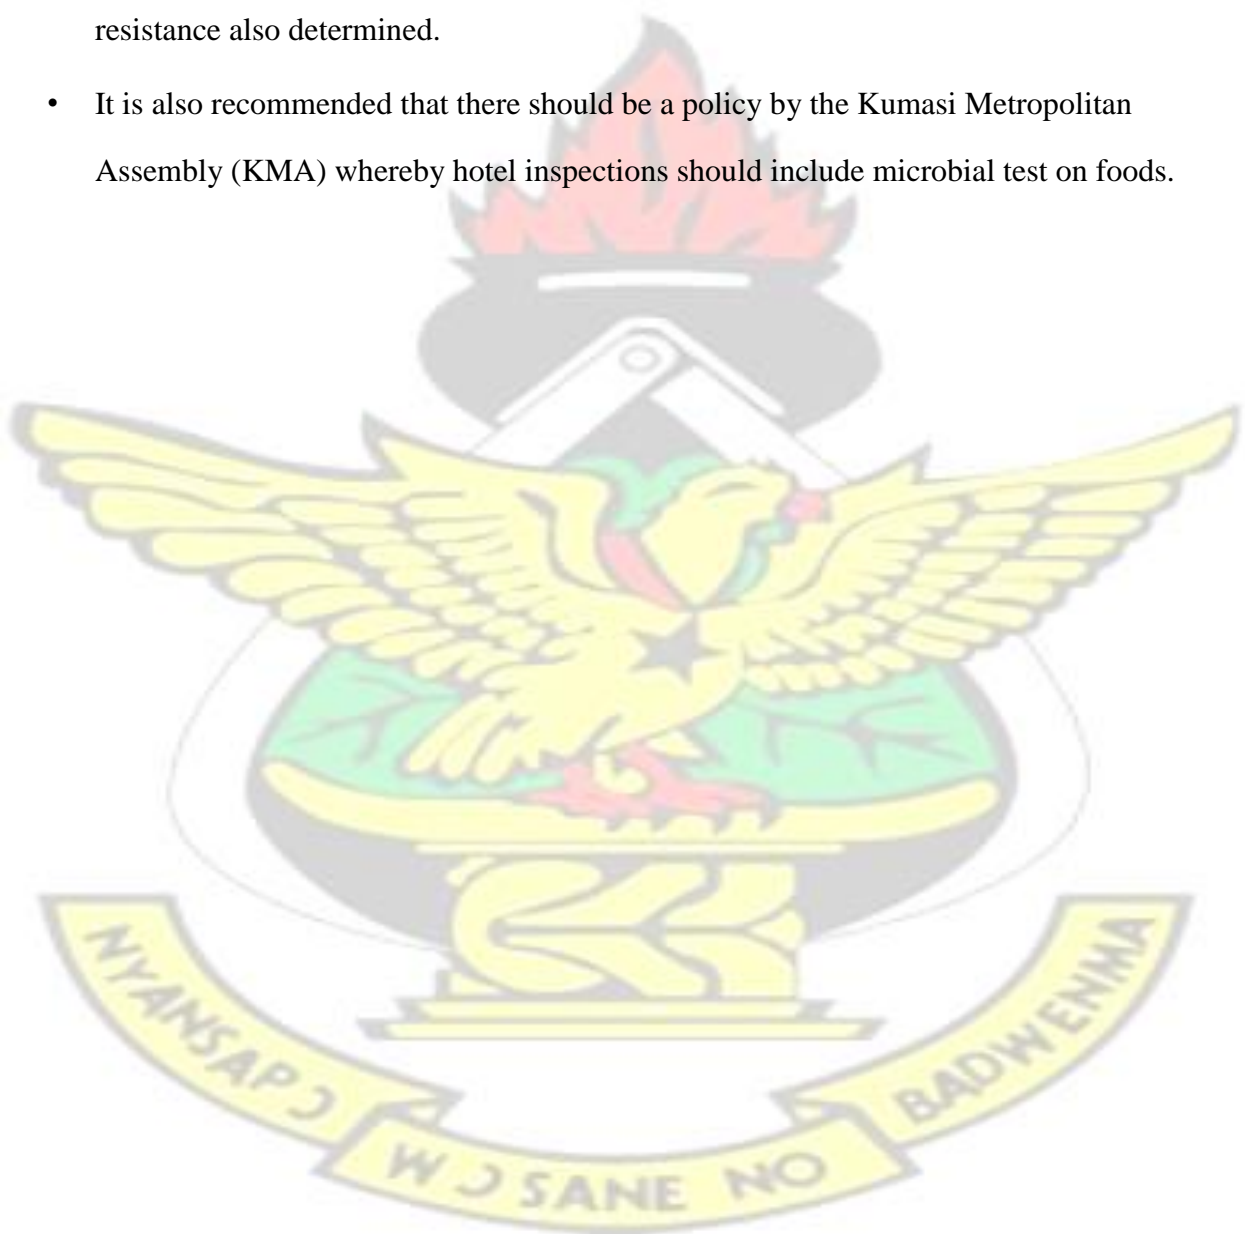 resistance also determined.
• It is also recommended that there should be a policy by the Kumasi Metropolitan
Assembly (KMA) whereby hotel inspections should include microbial test on foods.
NYANSAPƆ
WƆSANE NO
BADWENMA